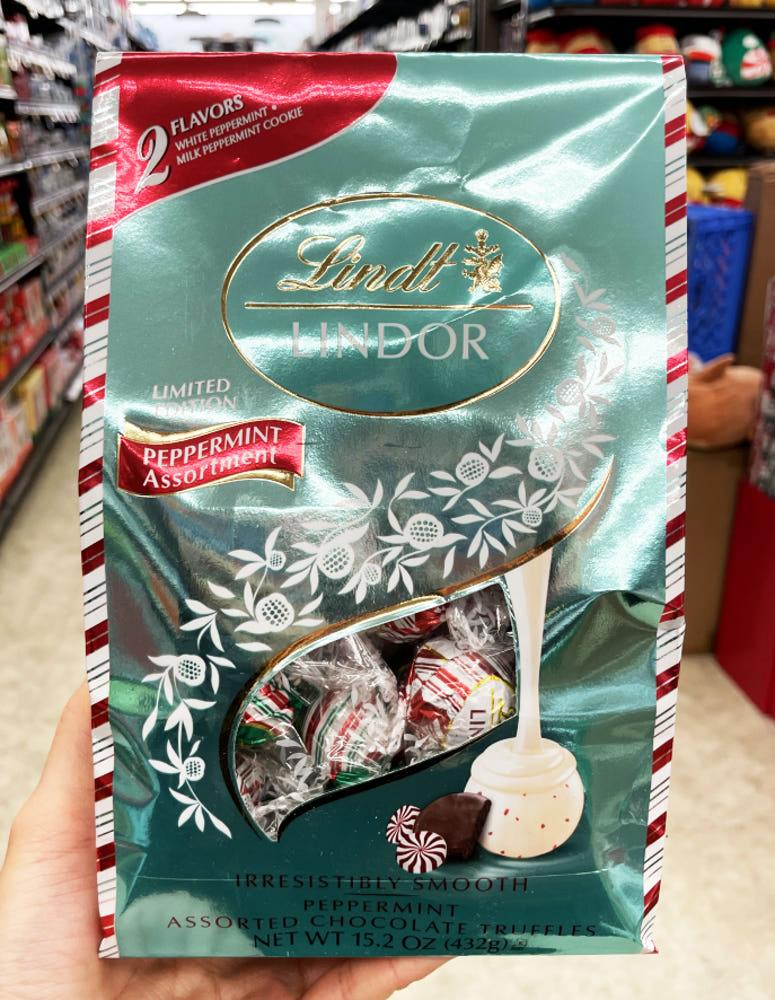 2 FLAVORS
WHITE PEPPERMINT •
MILK PEPPERMINT COOKIE
Lindt
LINDOR
LIMITED
EDITION
PEPPERMINT
Assortment
LIN
IRRESISTIBLY SMOOTH
PEPPERMINT
ASSORTED CHOCOLATE TRUFFLES
NET WT 15.2 OZ (432g)